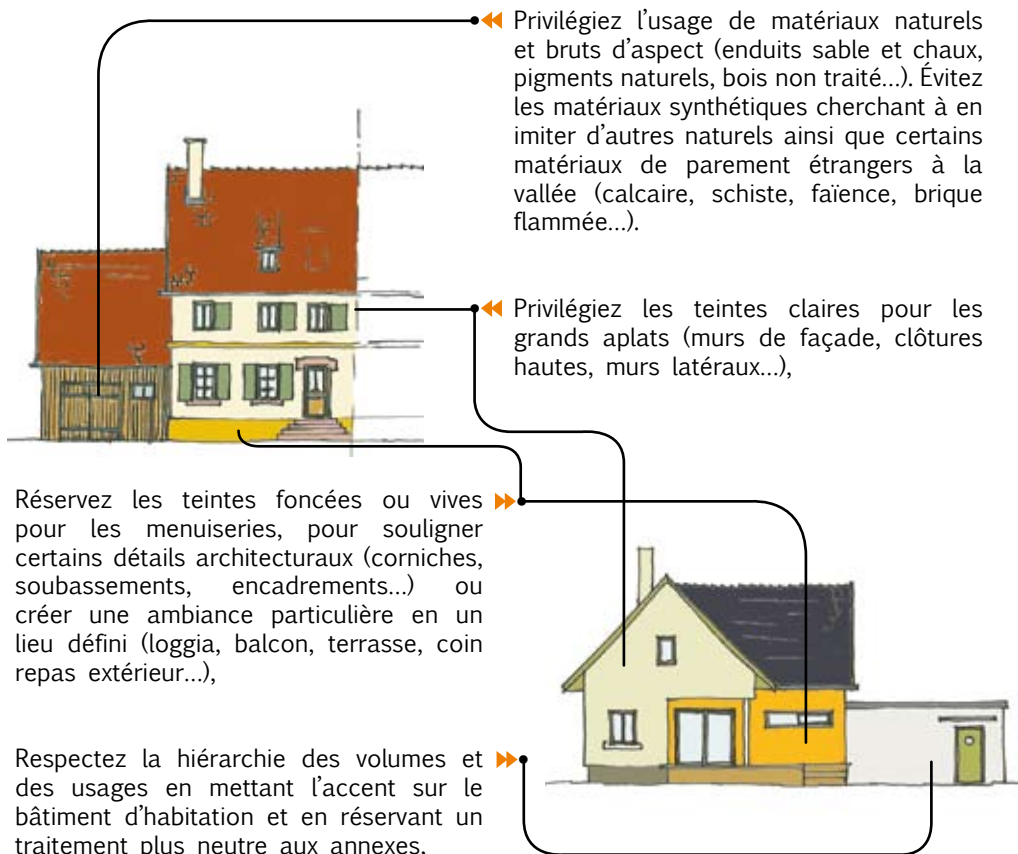 Privilégiez l’usage de matériaux naturels
et bruts d’aspect (enduits sable et chaux,
pigments naturels, bois non traité...). Évitez
les matériaux synthétiques cherchant à en
imiter d’autres naturels ainsi que certains
matériaux de parement étrangers à la
vallée (calcaire, schiste, faïence, brique
flammée...).
Privilégiez les teintes claires pour les
grands aplats (murs de façade, clôtures
hautes, murs latéraux...),
Réservez les teintes foncées ou vives
pour les menuiseries, pour souligner
certains détails architecturaux (corniches,
soubassements, encadrements...) ou
créer une ambiance particulière en un
lieu défini (loggia, balcon, terrasse, coin
repas extérieur...),
Respectez la hiérarchie des volumes et
des usages en mettant l’accent sur le
bâtiment d’habitation et en réservant un
traitement plus neutre aux annexes,